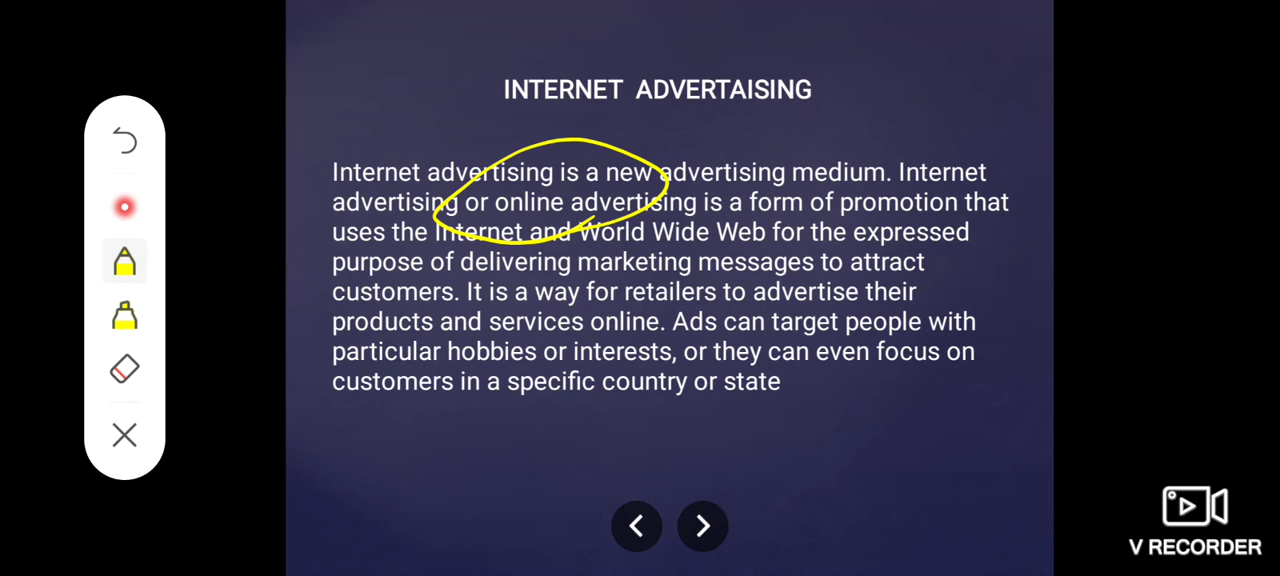 INTERNET ADVERTAISING
Internet advertising is a new advertising medium. Internet
advertising or online advertising is a form of promotion that
uses the Internet and World Wide Web for the expressed
purpose of delivering marketing messages to attract
customers. It is a way for retailers to advertise their
products and services online. Ads can target people with
particular hobbies or interests, or they can even focus on
customers in a specific country or state
V RECORDER